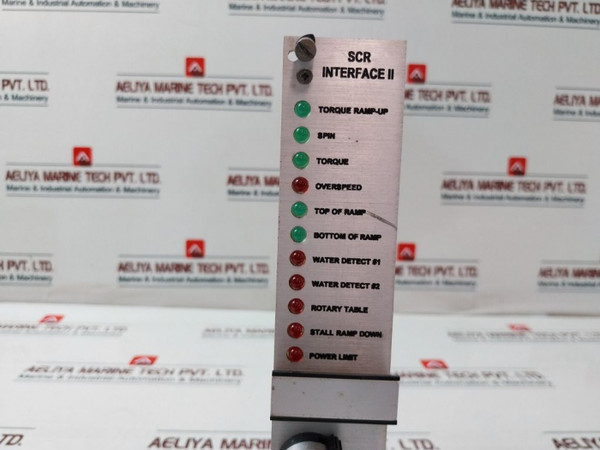 SCR
INTERFACE II
TORQUE RAMP-UP
SPIN
TORQUE
OVERSPEED
TOP OF RAMP
BOTTOM OF RAMP
WATER DETECT #1
WATER DETECT #2
ROTARY TABLE
STALL RAMP DOWN
POWER LIMIT
AELIYA MARINE TECH PVT. LTD.
Marine & Industrial Automation & Machinery